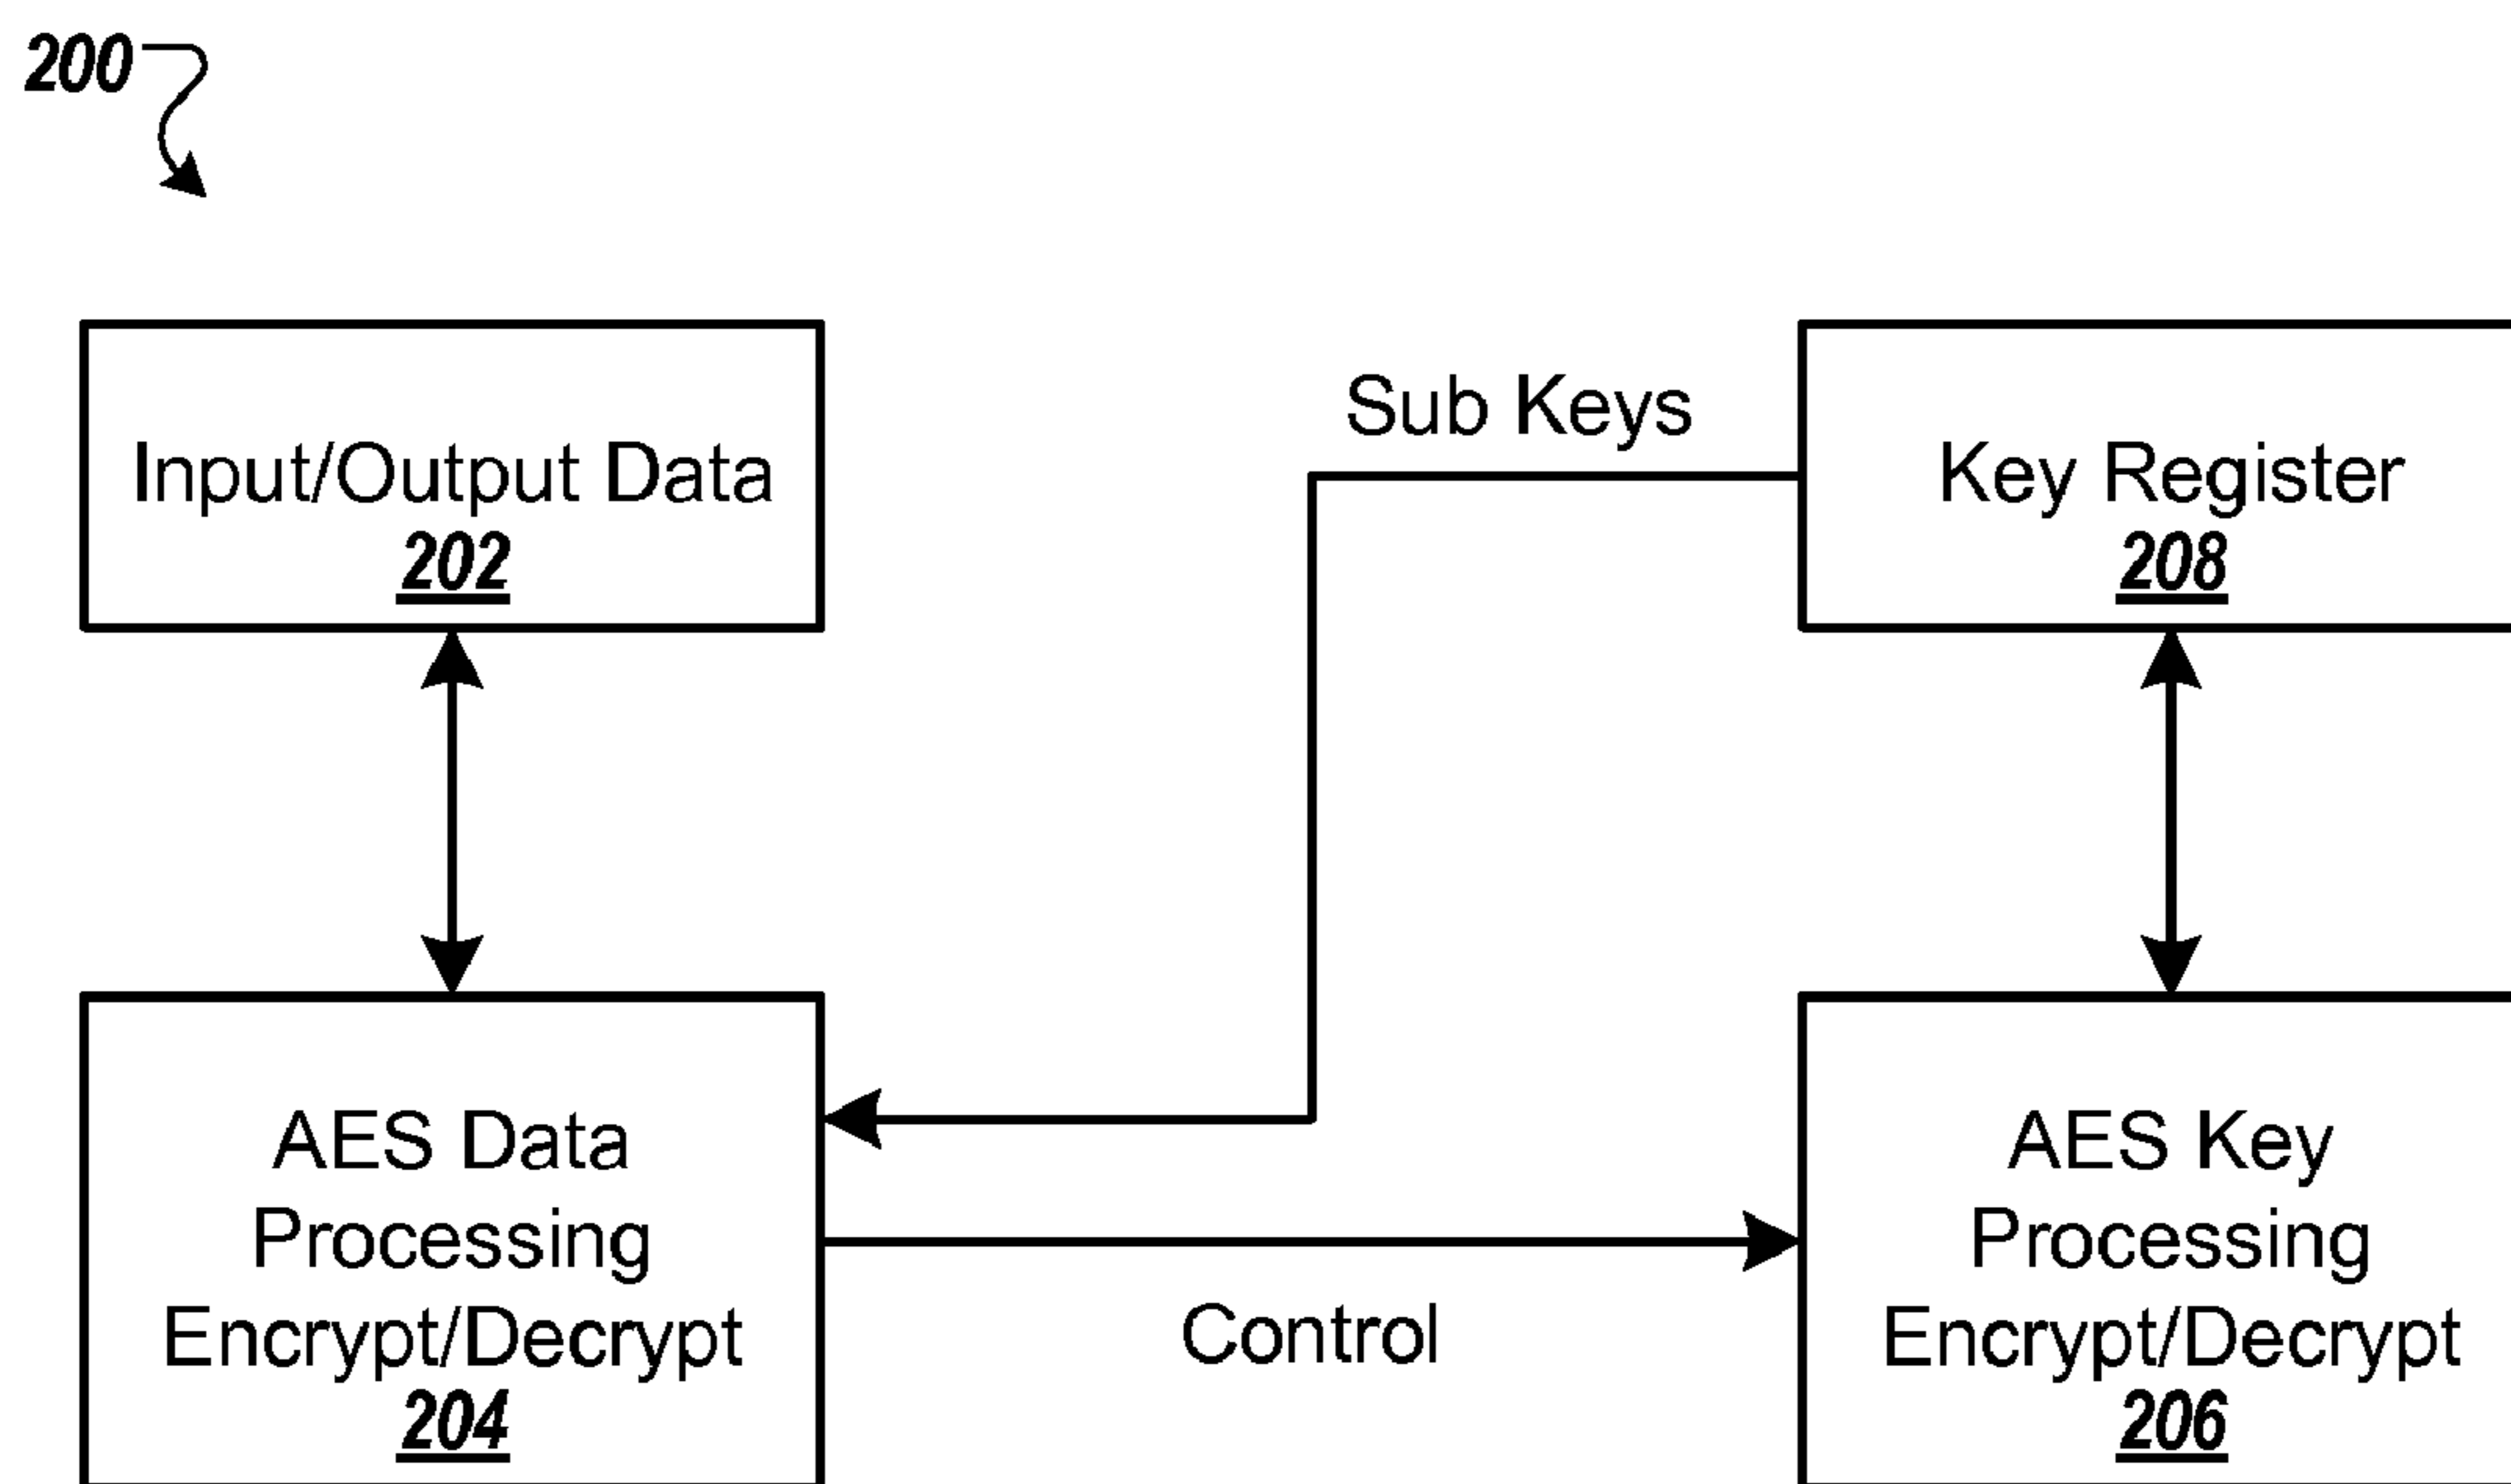 200
Input/Output Data
202
Sub Keys
Key Register
208
AES Data
Processing
Encrypt/Decrypt
204
Control
AES Key
Processing
Encrypt/Decrypt
206